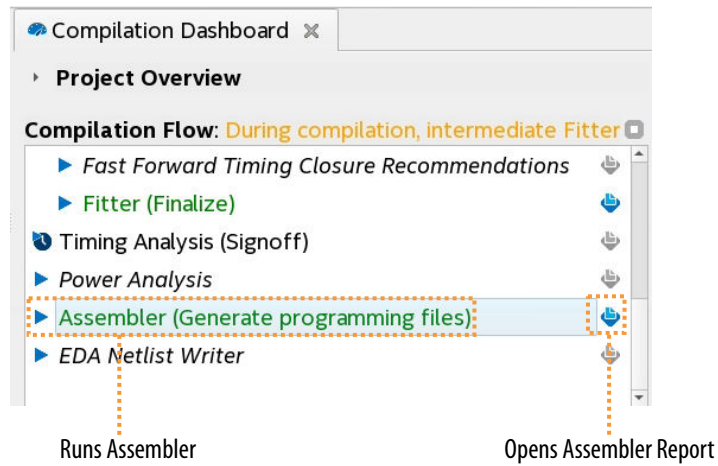 Compilation Dashboard
Project Overview
Compilation Flow: During compilation, intermediate Fitter
Fast Forward Timing Closure Recommendations
Fitter (Finalize)
Timing Analysis (Signoff)
Power Analysis
Assembler (Generate programming files)
EDA Netlist Writer
Runs Assembler
Opens Assembler Report